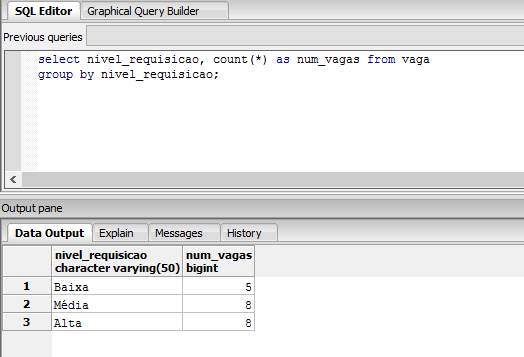 SQL Editor Graphical Query Builder
Previous queries
select nivel_requisicao, count(*) as num_vagas from vaga
group by nivel_requisicao;
<
Output pane
Data Output Explain Messages History
nivel_requisicao num_vagas
character varying(50) bigint
1 Baixa 5
2 Média 8
3 Alta 8